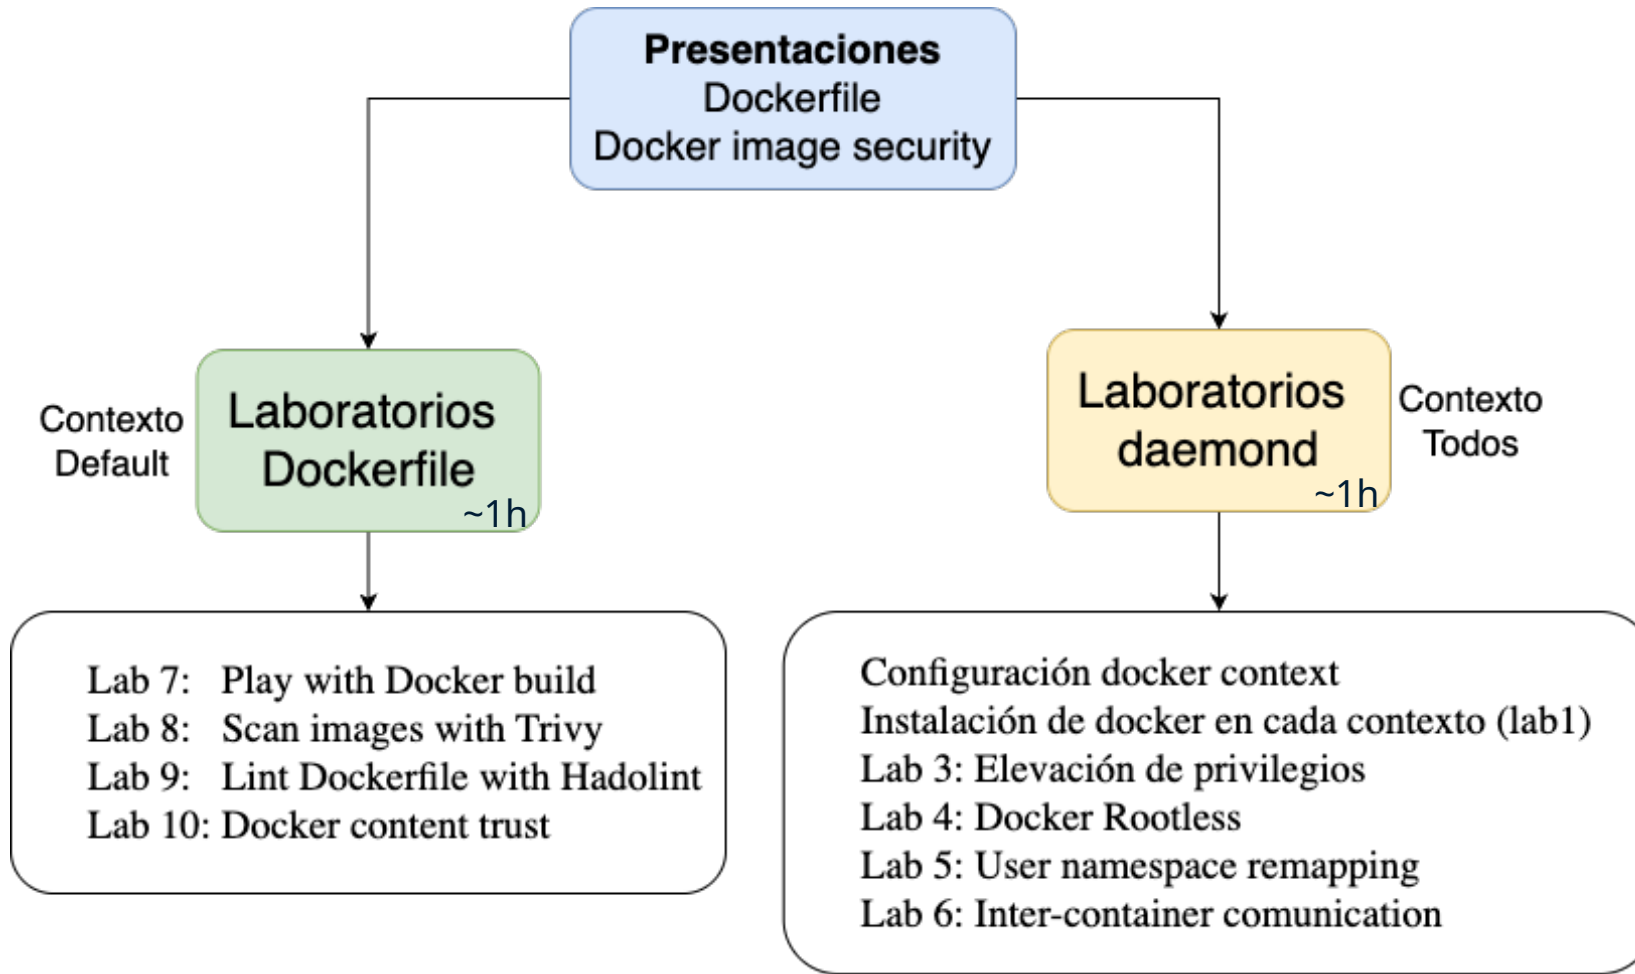 Presentaciones
Dockerfile
Docker image security
Contexto
Default
Laboratorios
Dockerfile
~1h
Laboratorios
daemond
~1h
Contexto
Todos
Lab 7: Play with Docker build
Lab 8: Scan images with Trivy
Lab 9: Lint Dockerfile with Hadolint
Lab 10: Docker content trust
Configuración docker context
Instalación de docker en cada contexto (lab1)
Lab 3: Elevación de privilegios
Lab 4: Docker Rootless
Lab 5: User namespace remapping
Lab 6: Inter-container comunication